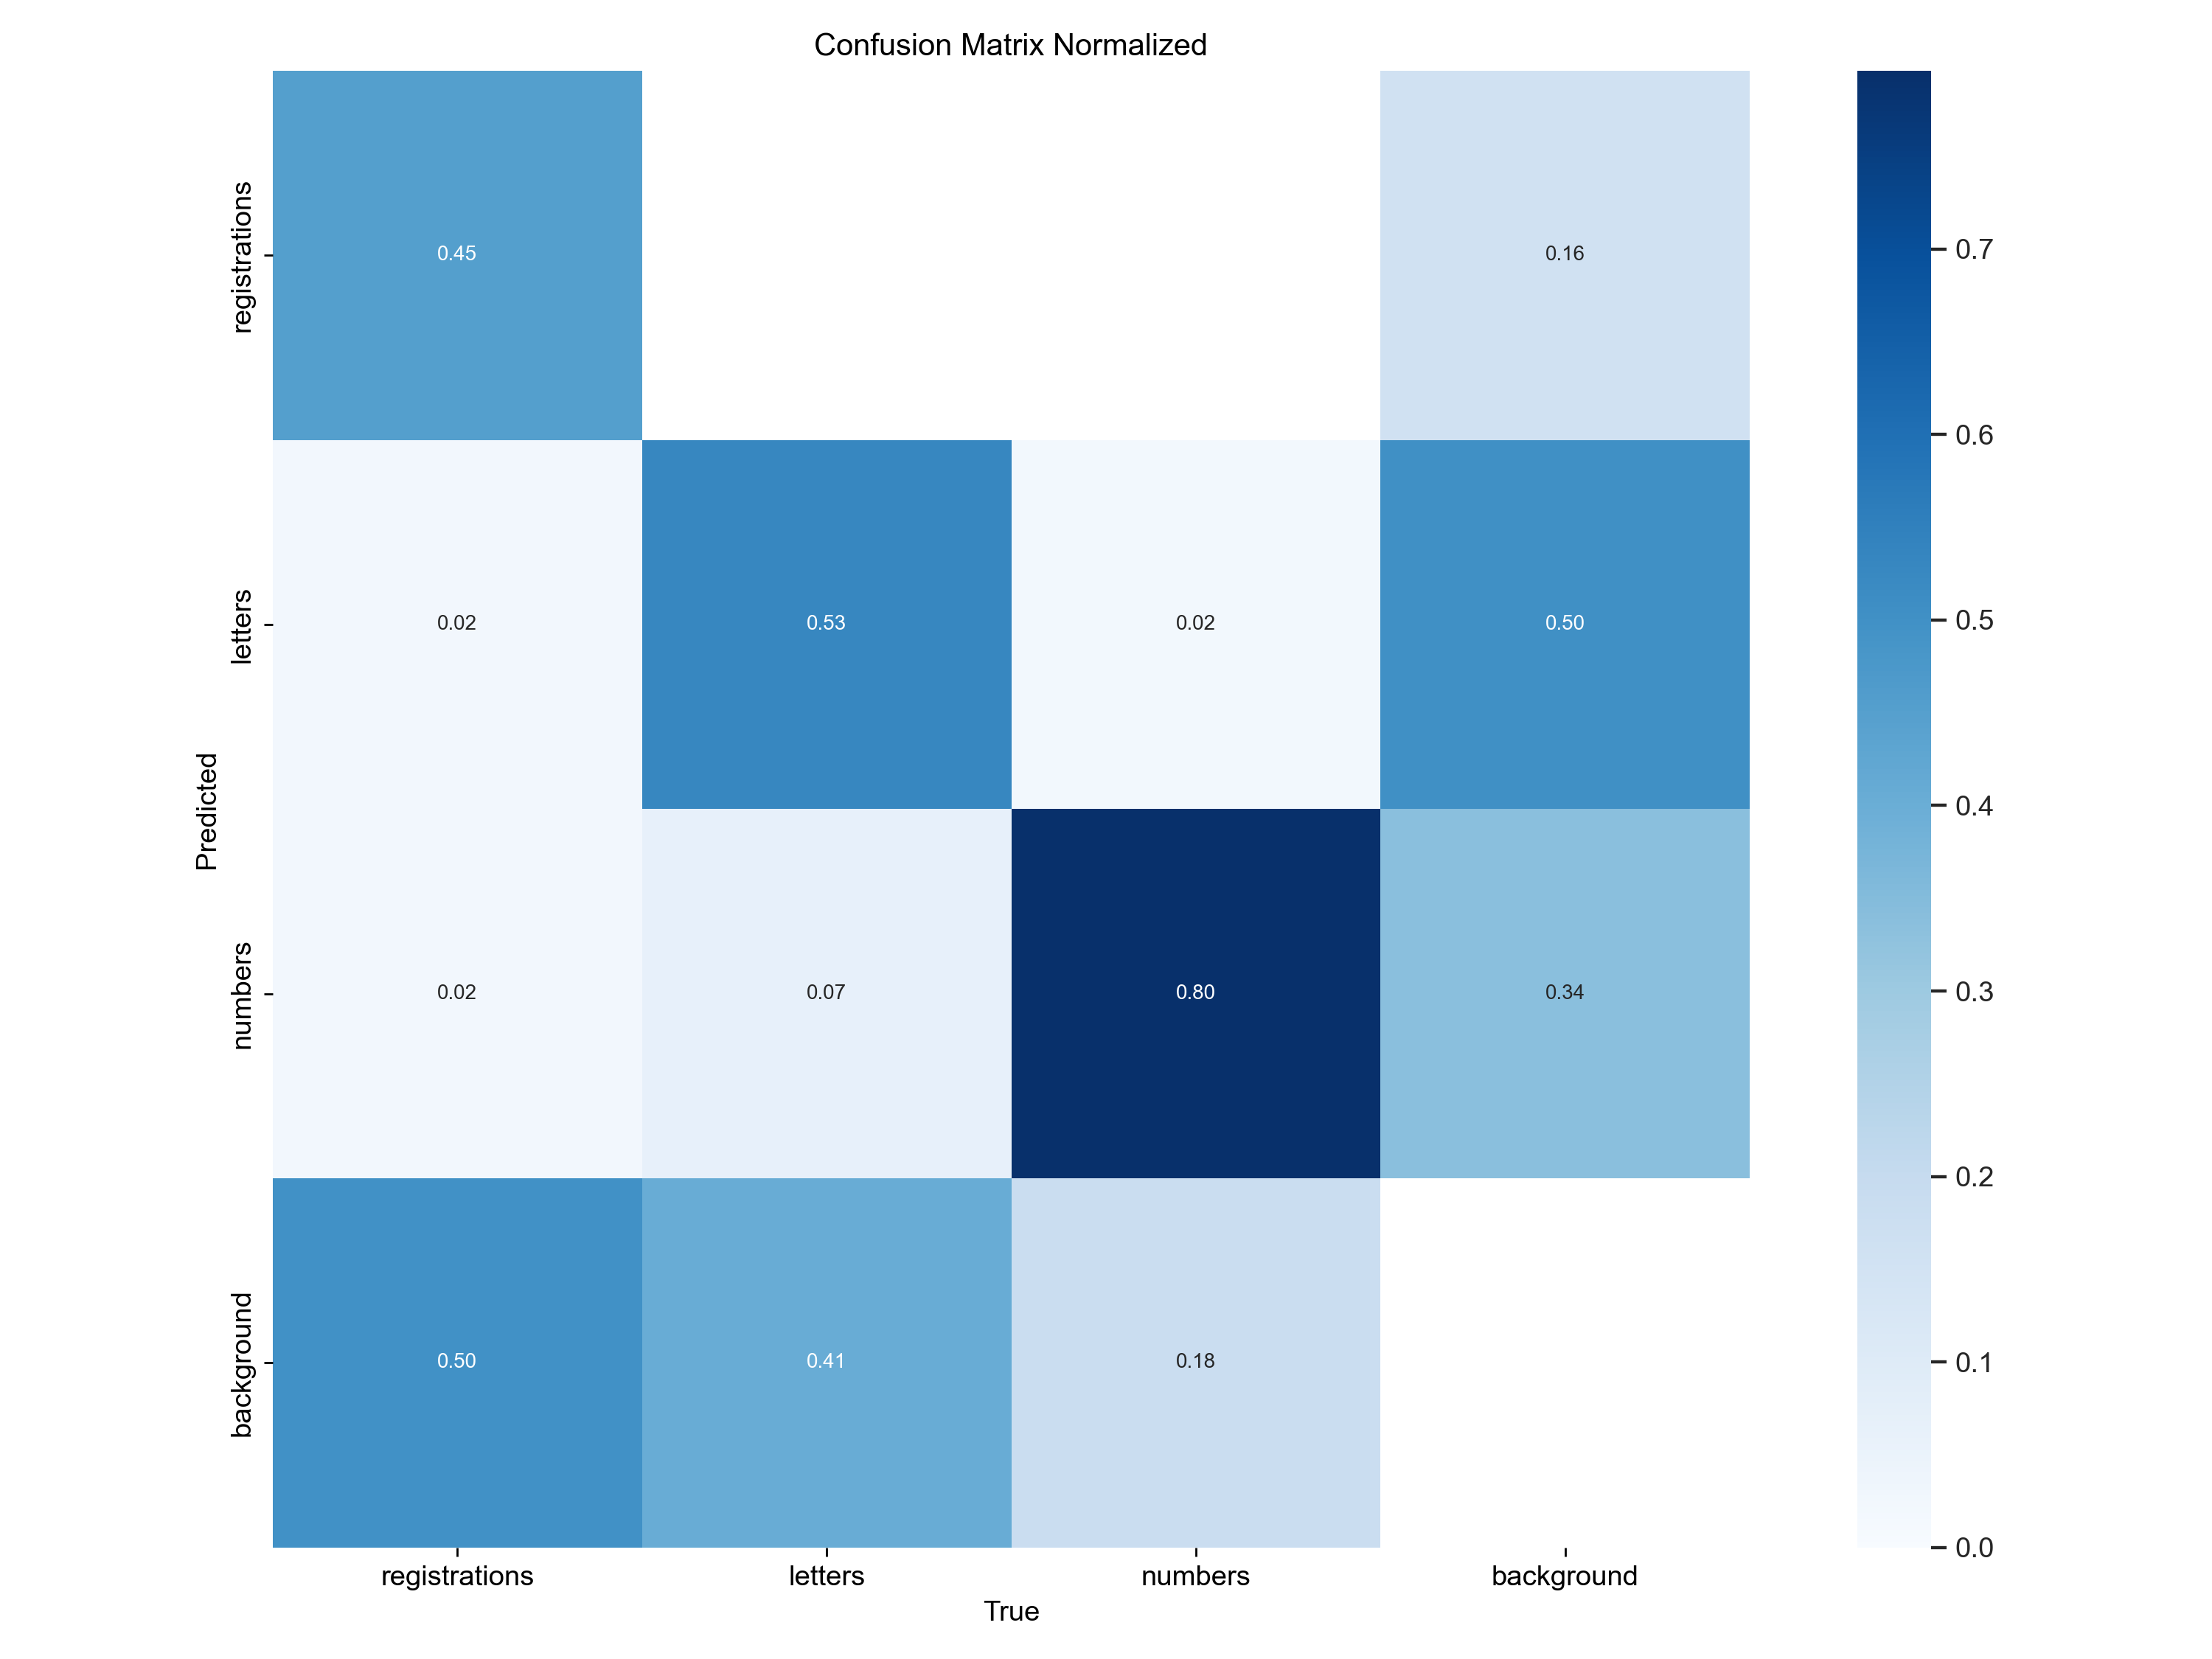 Confusion Matrix Normalized
registrations
0.45
0.16
0.7
0.6
letters
0.02
0.53
0.02
0.50
0.5
Predicted
0.4
numbers
0.02
0.07
0.80
0.34
0.3
0.2
background
0.50
0.41
0.18
0.1
0.0
registrations
letters
numbers
background
True